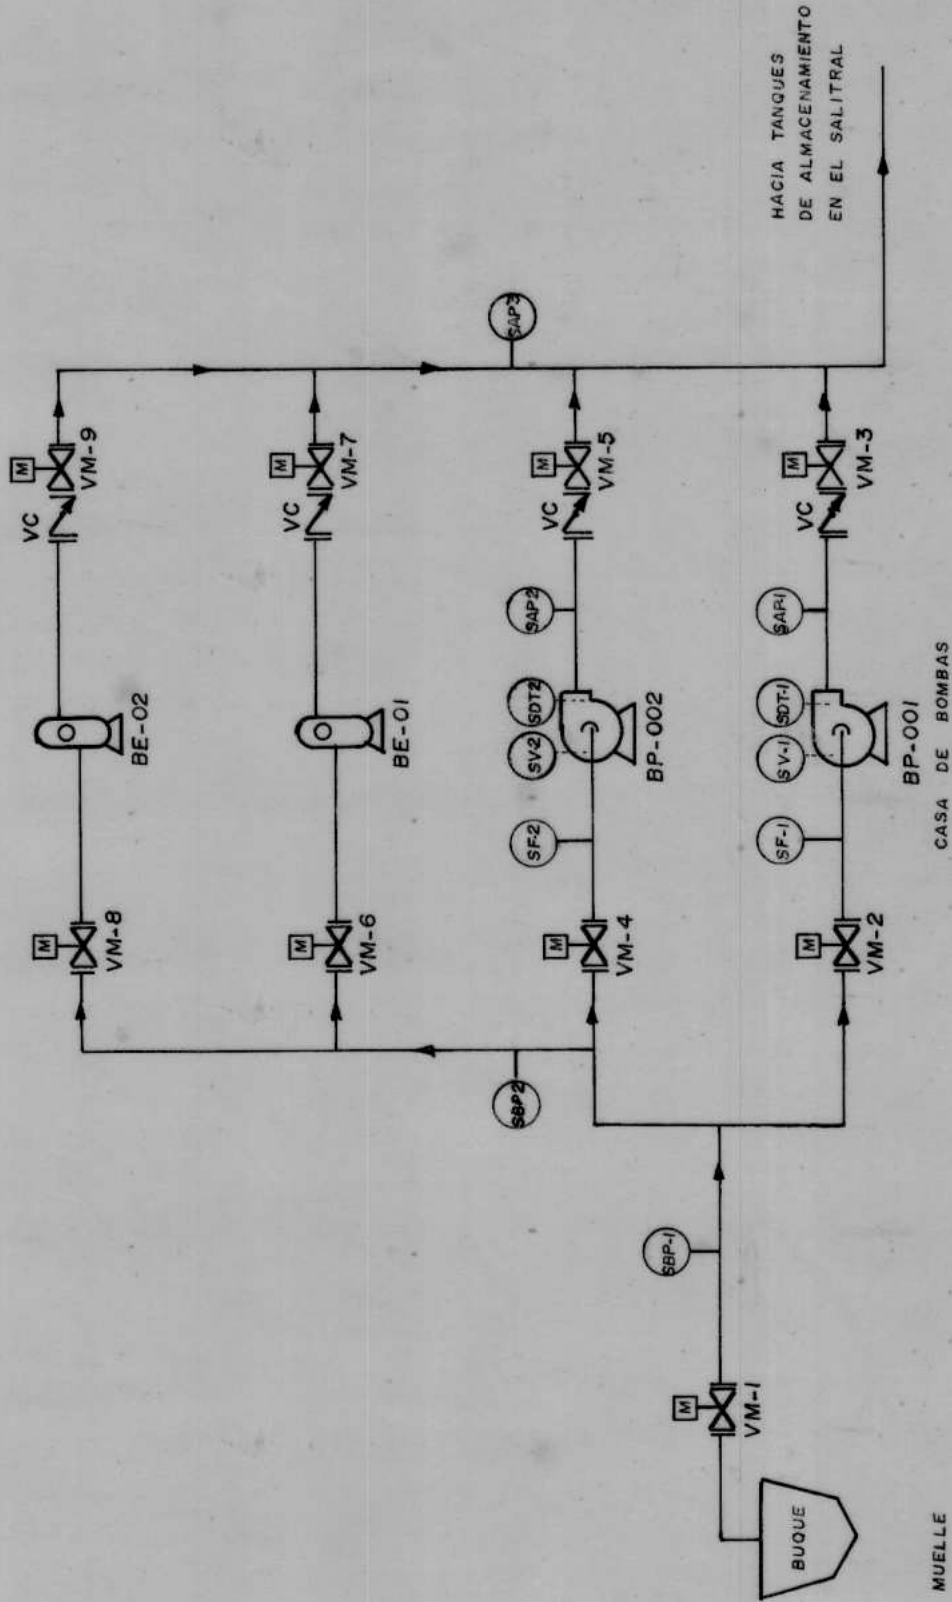 M
VM-8
BE-02
VC
M
VM-9
M
VM-6
BE-01
VC
M
VM-7
SBP2
SAP3
M
VM-4
SF-2
SV-2
SDT2
BP-002
SAP2
VC
M
VM-5
M
VM-1
SBP-1
M
VM-2
SF-1
SV-1
SDT-1
BP-001
SAP-1
VC
M
VM-3
HACIA TANQUES
DE ALMACENAMIENTO
EN EL SALITRAL
BUQUE
MUELLE
CASA DE BOMBAS